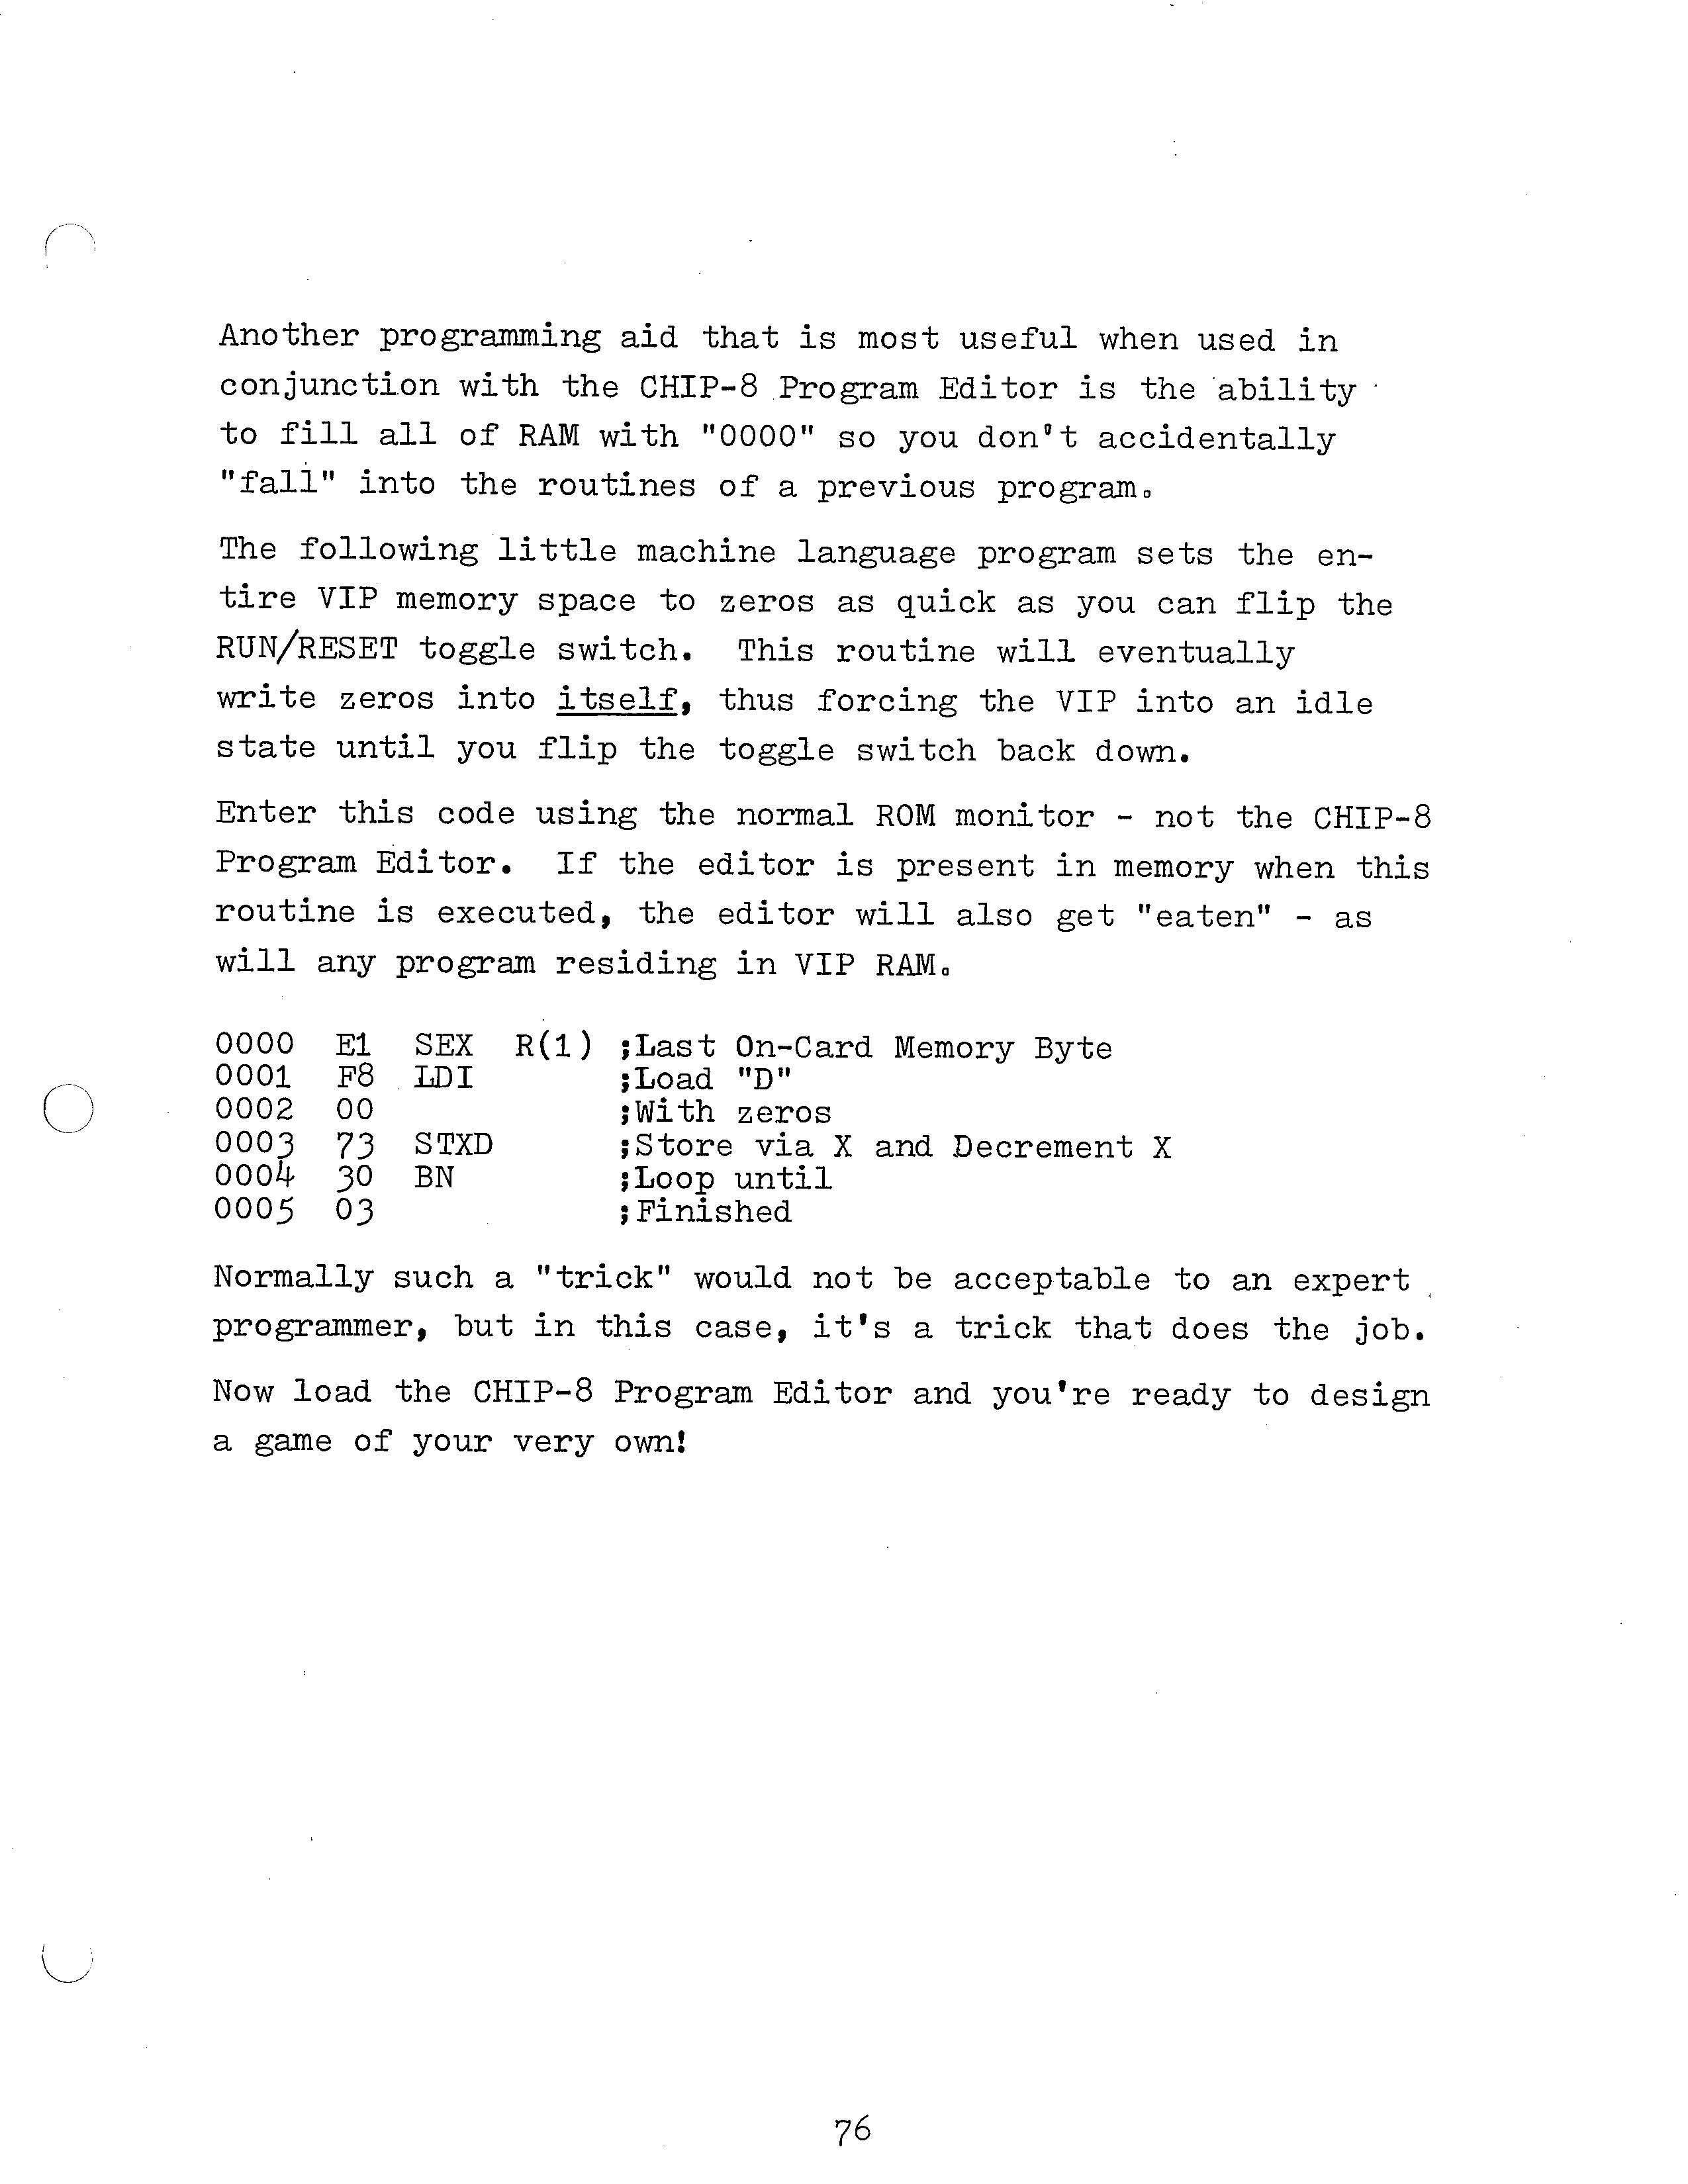 Another programming aid that is most useful when used in
conjunction with the CHIP-8 Program Editor is the ability
to fill all of RAM with "0000" so you don't accidentally
"fall" into the routines of a previous program.
The following little machine language program sets the en-
tire VIP memory space to zeros as quick as you can flip the
RUN/RESET toggle switch.  This routine will eventually
write zeros into itself, thus forcing the VIP into an idle
state until you flip the toggle switch back down.
Enter this code using the normal ROM monitor - not the CHIP-8
Program Editor.  If the editor is present in memory when this
routine is executed, the editor will also get "eaten" - as
will any program residing in VIP RAM.
0000  E1  SEX  R(1) ;Last On-Card Memory Byte
0001  F8  LDI       ;Load "D"
0002  00            ;With zeros
0003  73  STXD      ;Store via X and Decrement X
0004  30  BN        ;Loop until
0005  03            ;Finished
Normally such a "trick" would not be acceptable to an expert
programmer, but in this case, it's a trick that does the job.
Now load the CHIP-8 Program Editor and you're ready to design
a game of your very own!
76